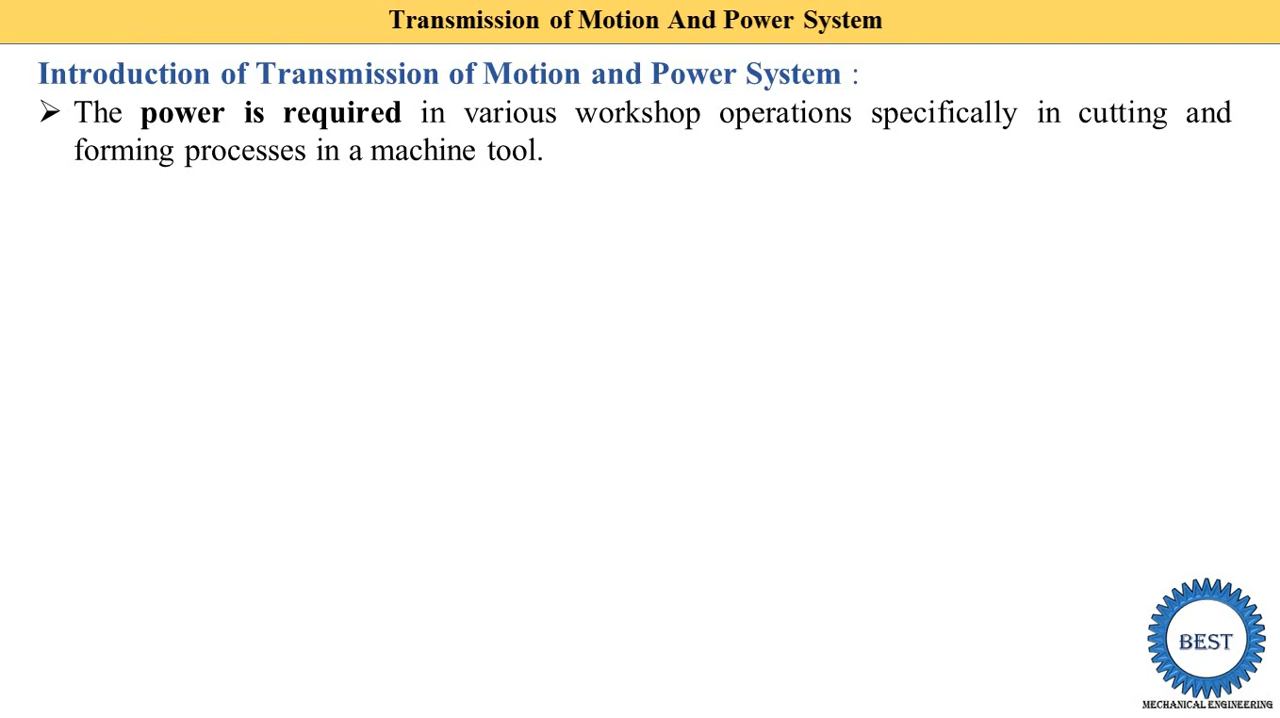 Transmission of Motion And Power System
Introduction of Transmission of Motion and Power System :
➢ The power is required in various workshop operations specifically in cutting and
forming processes in a machine tool.
BEST
MECHANICAL ENGINEERING